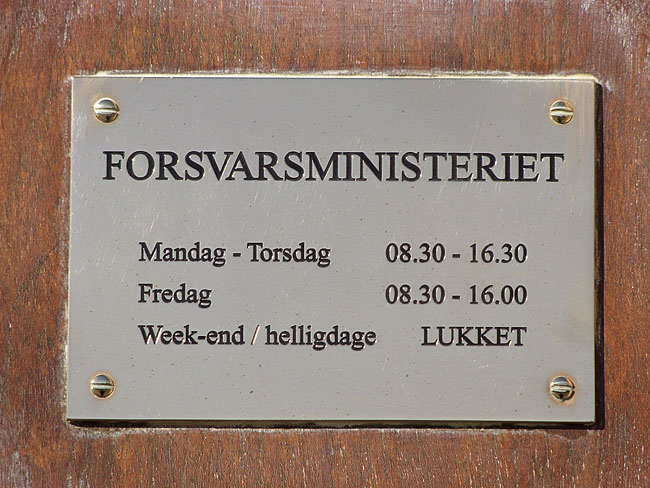 FORSVARSMINISTERIET
Mandag - Torsdag 08.30 - 16.30
Fredag 08.30 - 16.00
Week-end / helligdage LUKKET